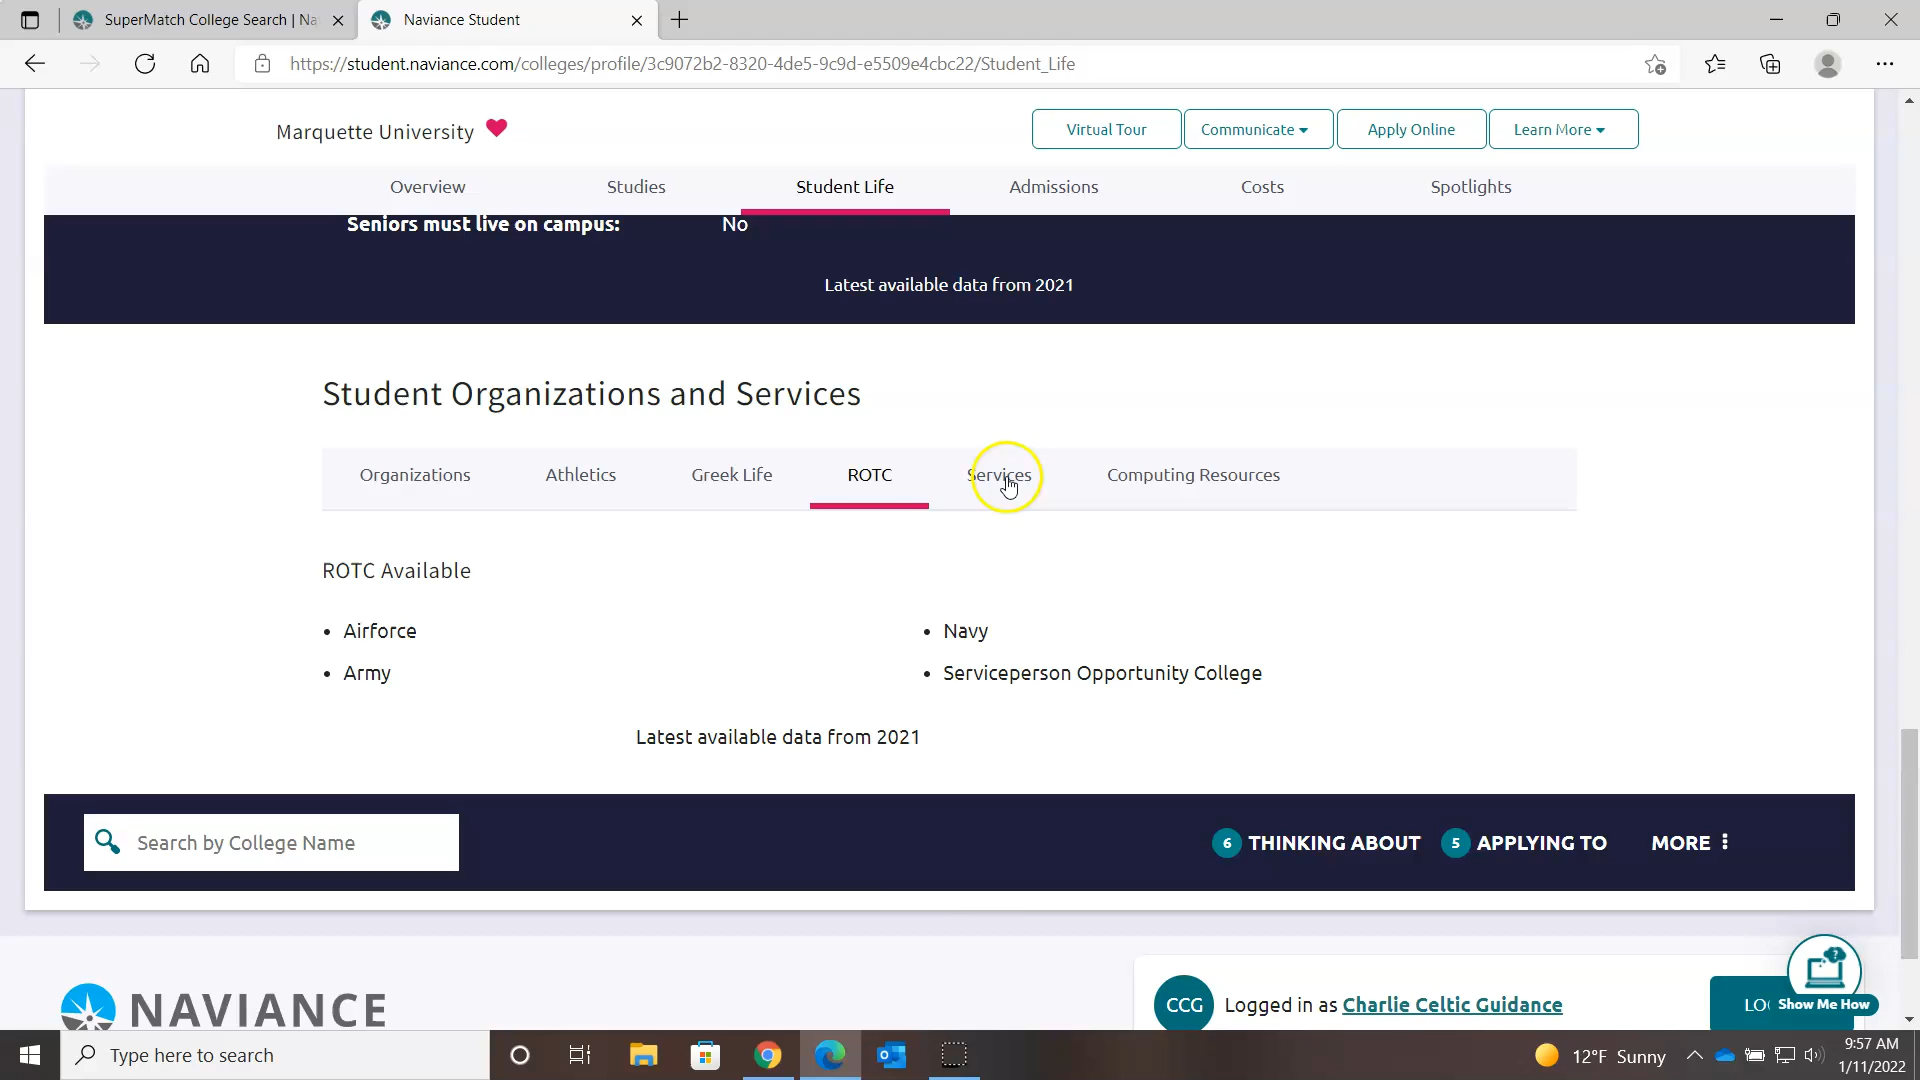 SuperMatch College Search | Na
Naviance Student
https://student.naviance.com/colleges/profile/3c9072b2-8320-4de5-9c9d-e5509e4cbc22/Student_Life
Marquette University
Virtual Tour
Communicate
Apply Online
Learn More
Overview
Studies
Student Life
Admissions
Costs
Spotlights
Seniors must live on campus: No
Latest available data from 2021
Student Organizations and Services
Organizations
Athletics
Greek Life
ROTC
Services
Computing Resources
ROTC Available
• Airforce
• Navy
• Army
• Serviceperson Opportunity College
Latest available data from 2021
Search by College Name
6 THINKING ABOUT
5 APPLYING TO
MORE
NAVIANCE
CCG
Logged in as Charlie Celtic Guidance
LO
Show Me How
Type here to search
12°F Sunny
9:57 AM
1/11/2022